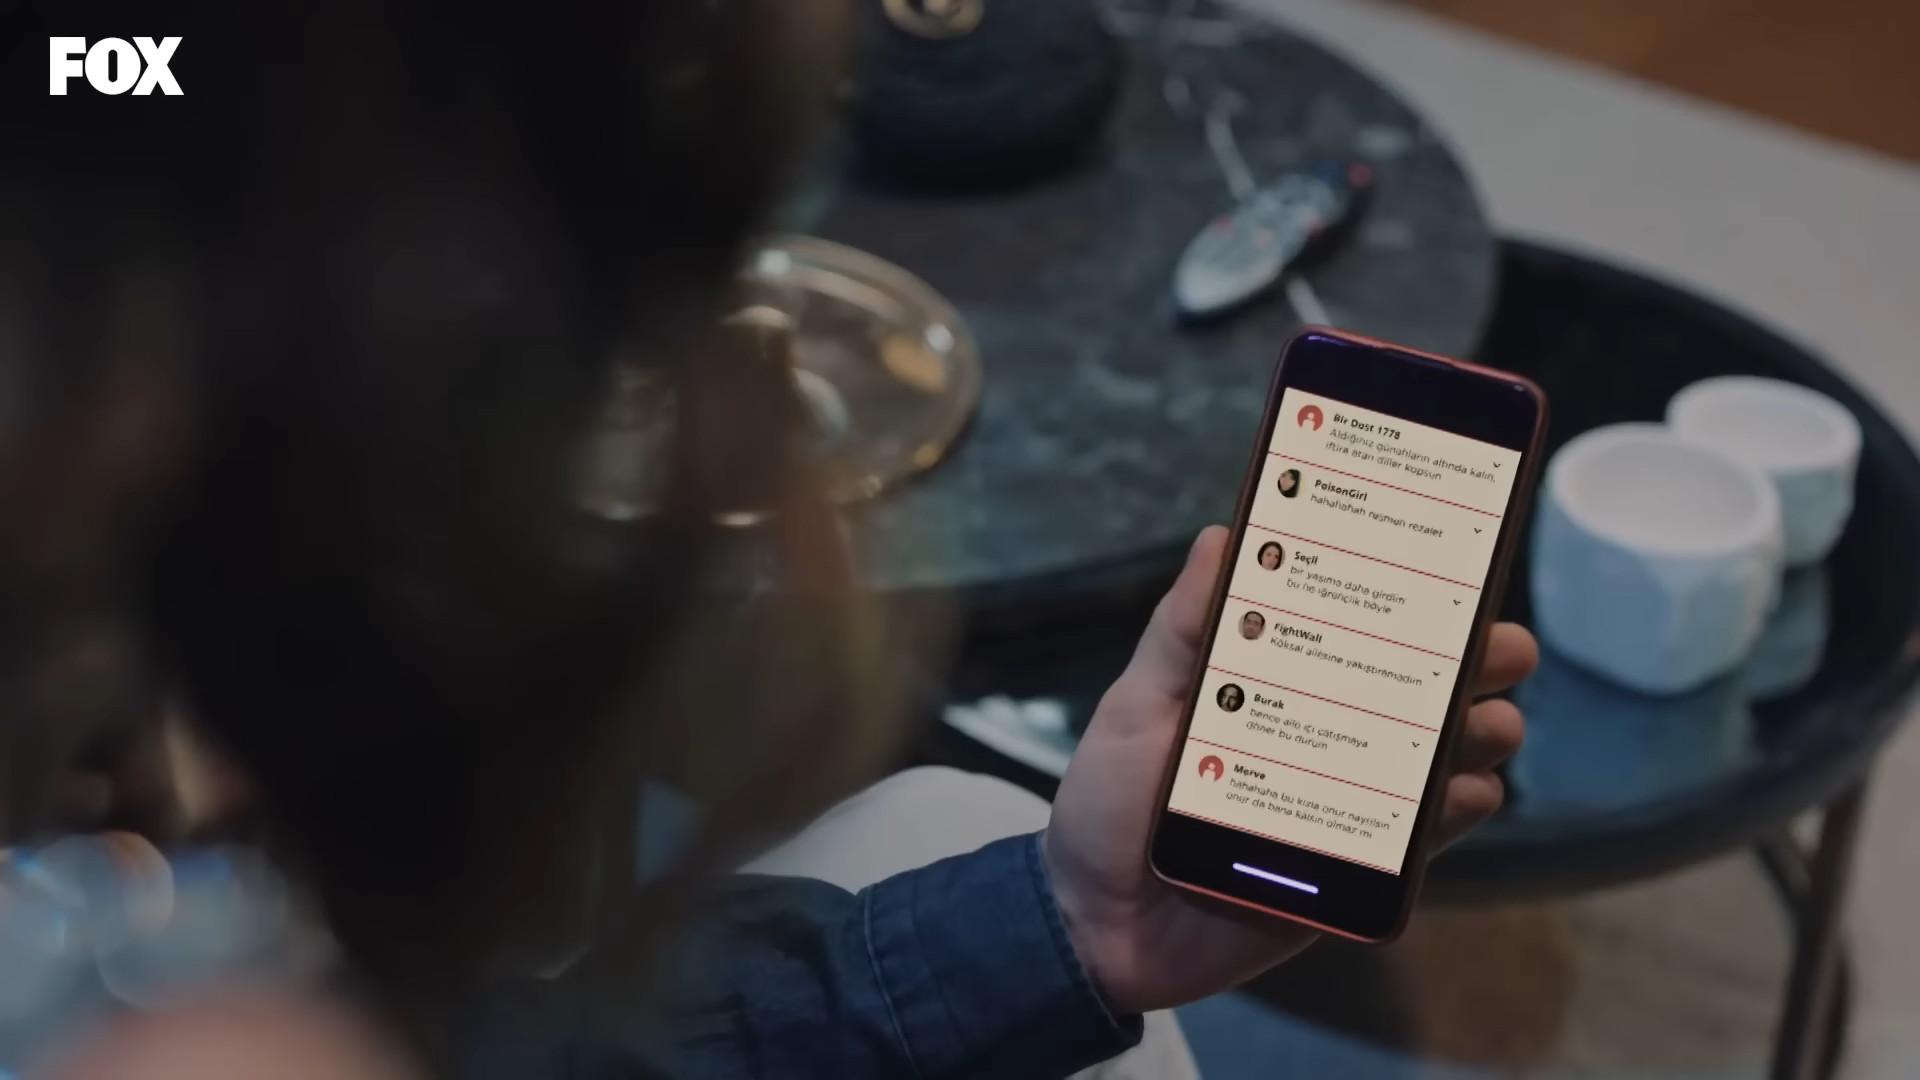 FOX
Bir Dost 1778
Aldığınız günahların altında kalın,
iftira atan diller kopsun
PoisonGirl
hahahahah resmen rezalet
Seçil
bir yaşıma daha girdim
bu ne iğrençlik böyle
FightWall
Köksal ailesine yakıştıramadım
Burak
bence aile içi çatışmaya
döner bu durum
Merve
hahahaha bu kızla onur nayırlsın
onur da bana kalsın olmaz mı